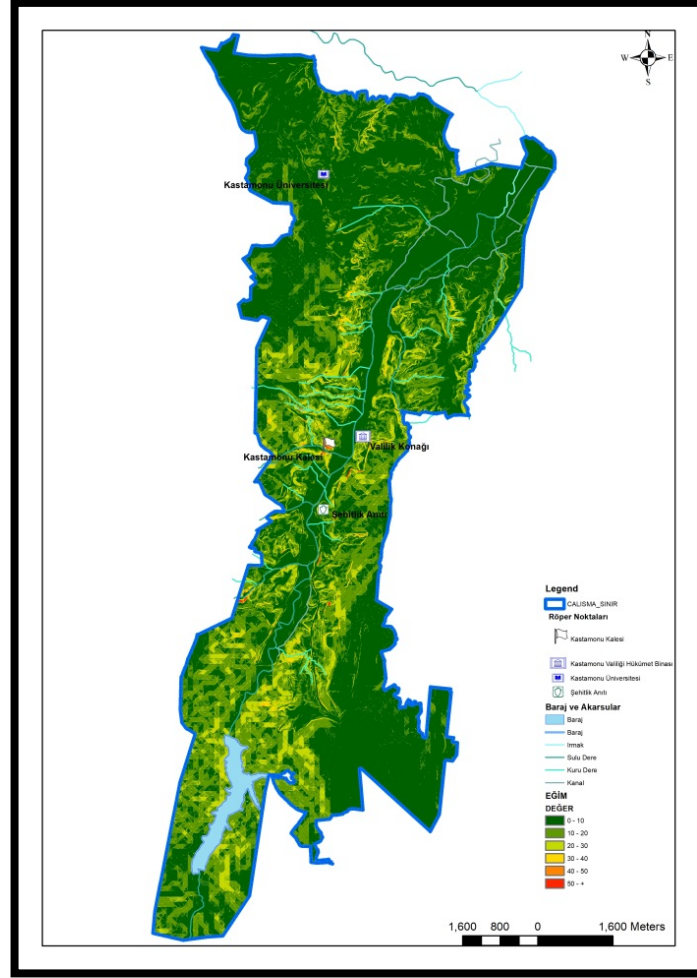 N
W E
S
Kastamonu Üniversitesi
Valilik Konağı
Kastamonu Kalesi
Şehitlik Anıtı
Legend
CALISMA_SINIR
Röper Noktaları
Kastamonu Kalesi
Kastamonu Valiliği Hükümet Binası
Kastamonu Üniversitesi
Şehitlik Anıtı
Baraj ve Akarsular
Baraj
Baraj
Irmak
Sulu Dere
Kuru Dere
Kanal
EĞİM
DEĞER
0 - 10
10 - 20
20 - 30
30 - 40
40 - 50
50 - +
1,600 800 0 1,600 Meters